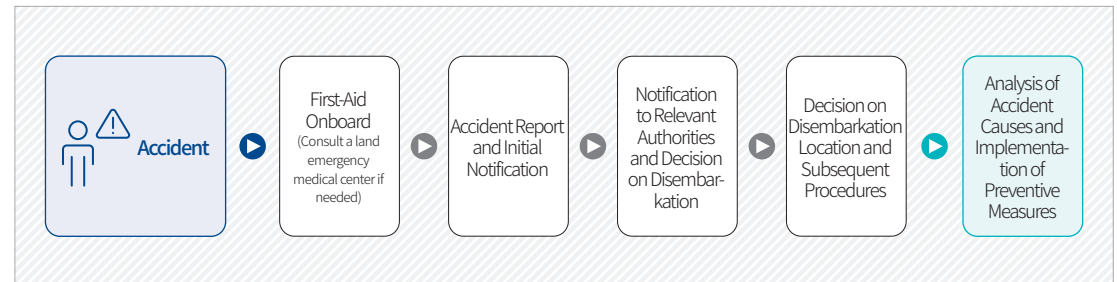 Accident
First-Aid
Onboard
(Consult a land
emergency
medical center if
needed)
Accident Report
and Initial
Notification
Notification
to Relevant
Authorities
and Decision
on Disembar-
kation
Decision on
Disembarkation
Location and
Subsequent
Procedures
Analysis of
Accident
Causes and
Implementa-
tion of
Preventive
Measures